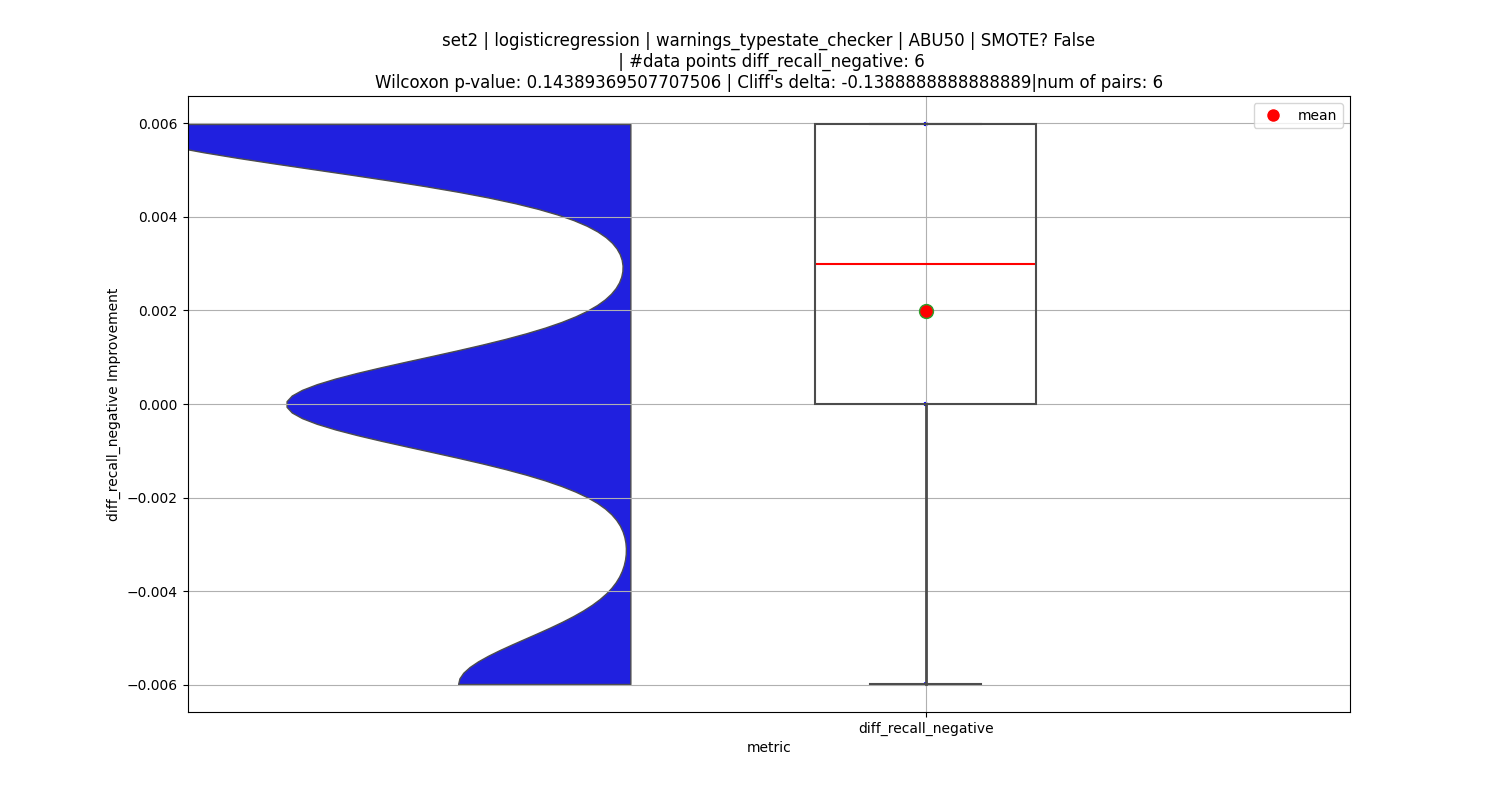 set2 | logisticregression | warnings_typestate_checker | ABU50 | SMOTE? False
| #data points diff_recall_negative: 6
Wilcoxon p-value: 0.14389369507707506 | Cliff's delta: -0.1388888888888889|num of pairs: 6
mean
0.006
0.004
0.002
0.000
−0.002
−0.004
−0.006
diff_recall_negative Improvement
diff_recall_negative
metric